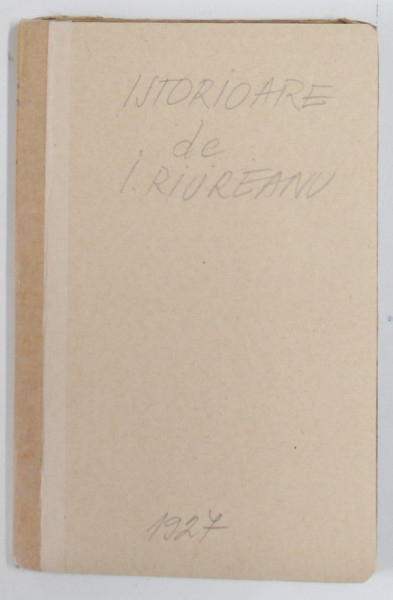 ISTORIOARE
de
I. RIUREANU
1927